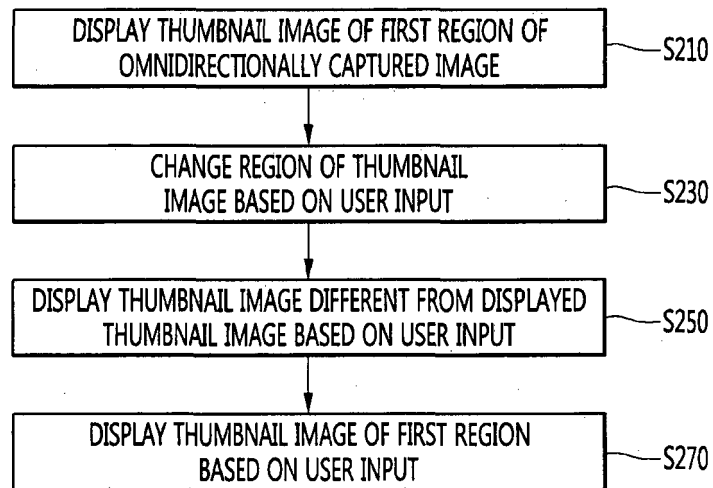 DISPLAY THUMBNAIL IMAGE OF FIRST REGION OF
OMNIDIRECTIONALLY CAPTURED IMAGE
S210
CHANGE REGION OF THUMBNAIL
IMAGE BASED ON USER INPUT
S230
DISPLAY THUMBNAIL IMAGE DIFFERENT FROM DISPLAYED
THUMBNAIL IMAGE BASED ON USER INPUT
S250
DISPLAY THUMBNAIL IMAGE OF FIRST REGION
BASED ON USER INPUT
S270